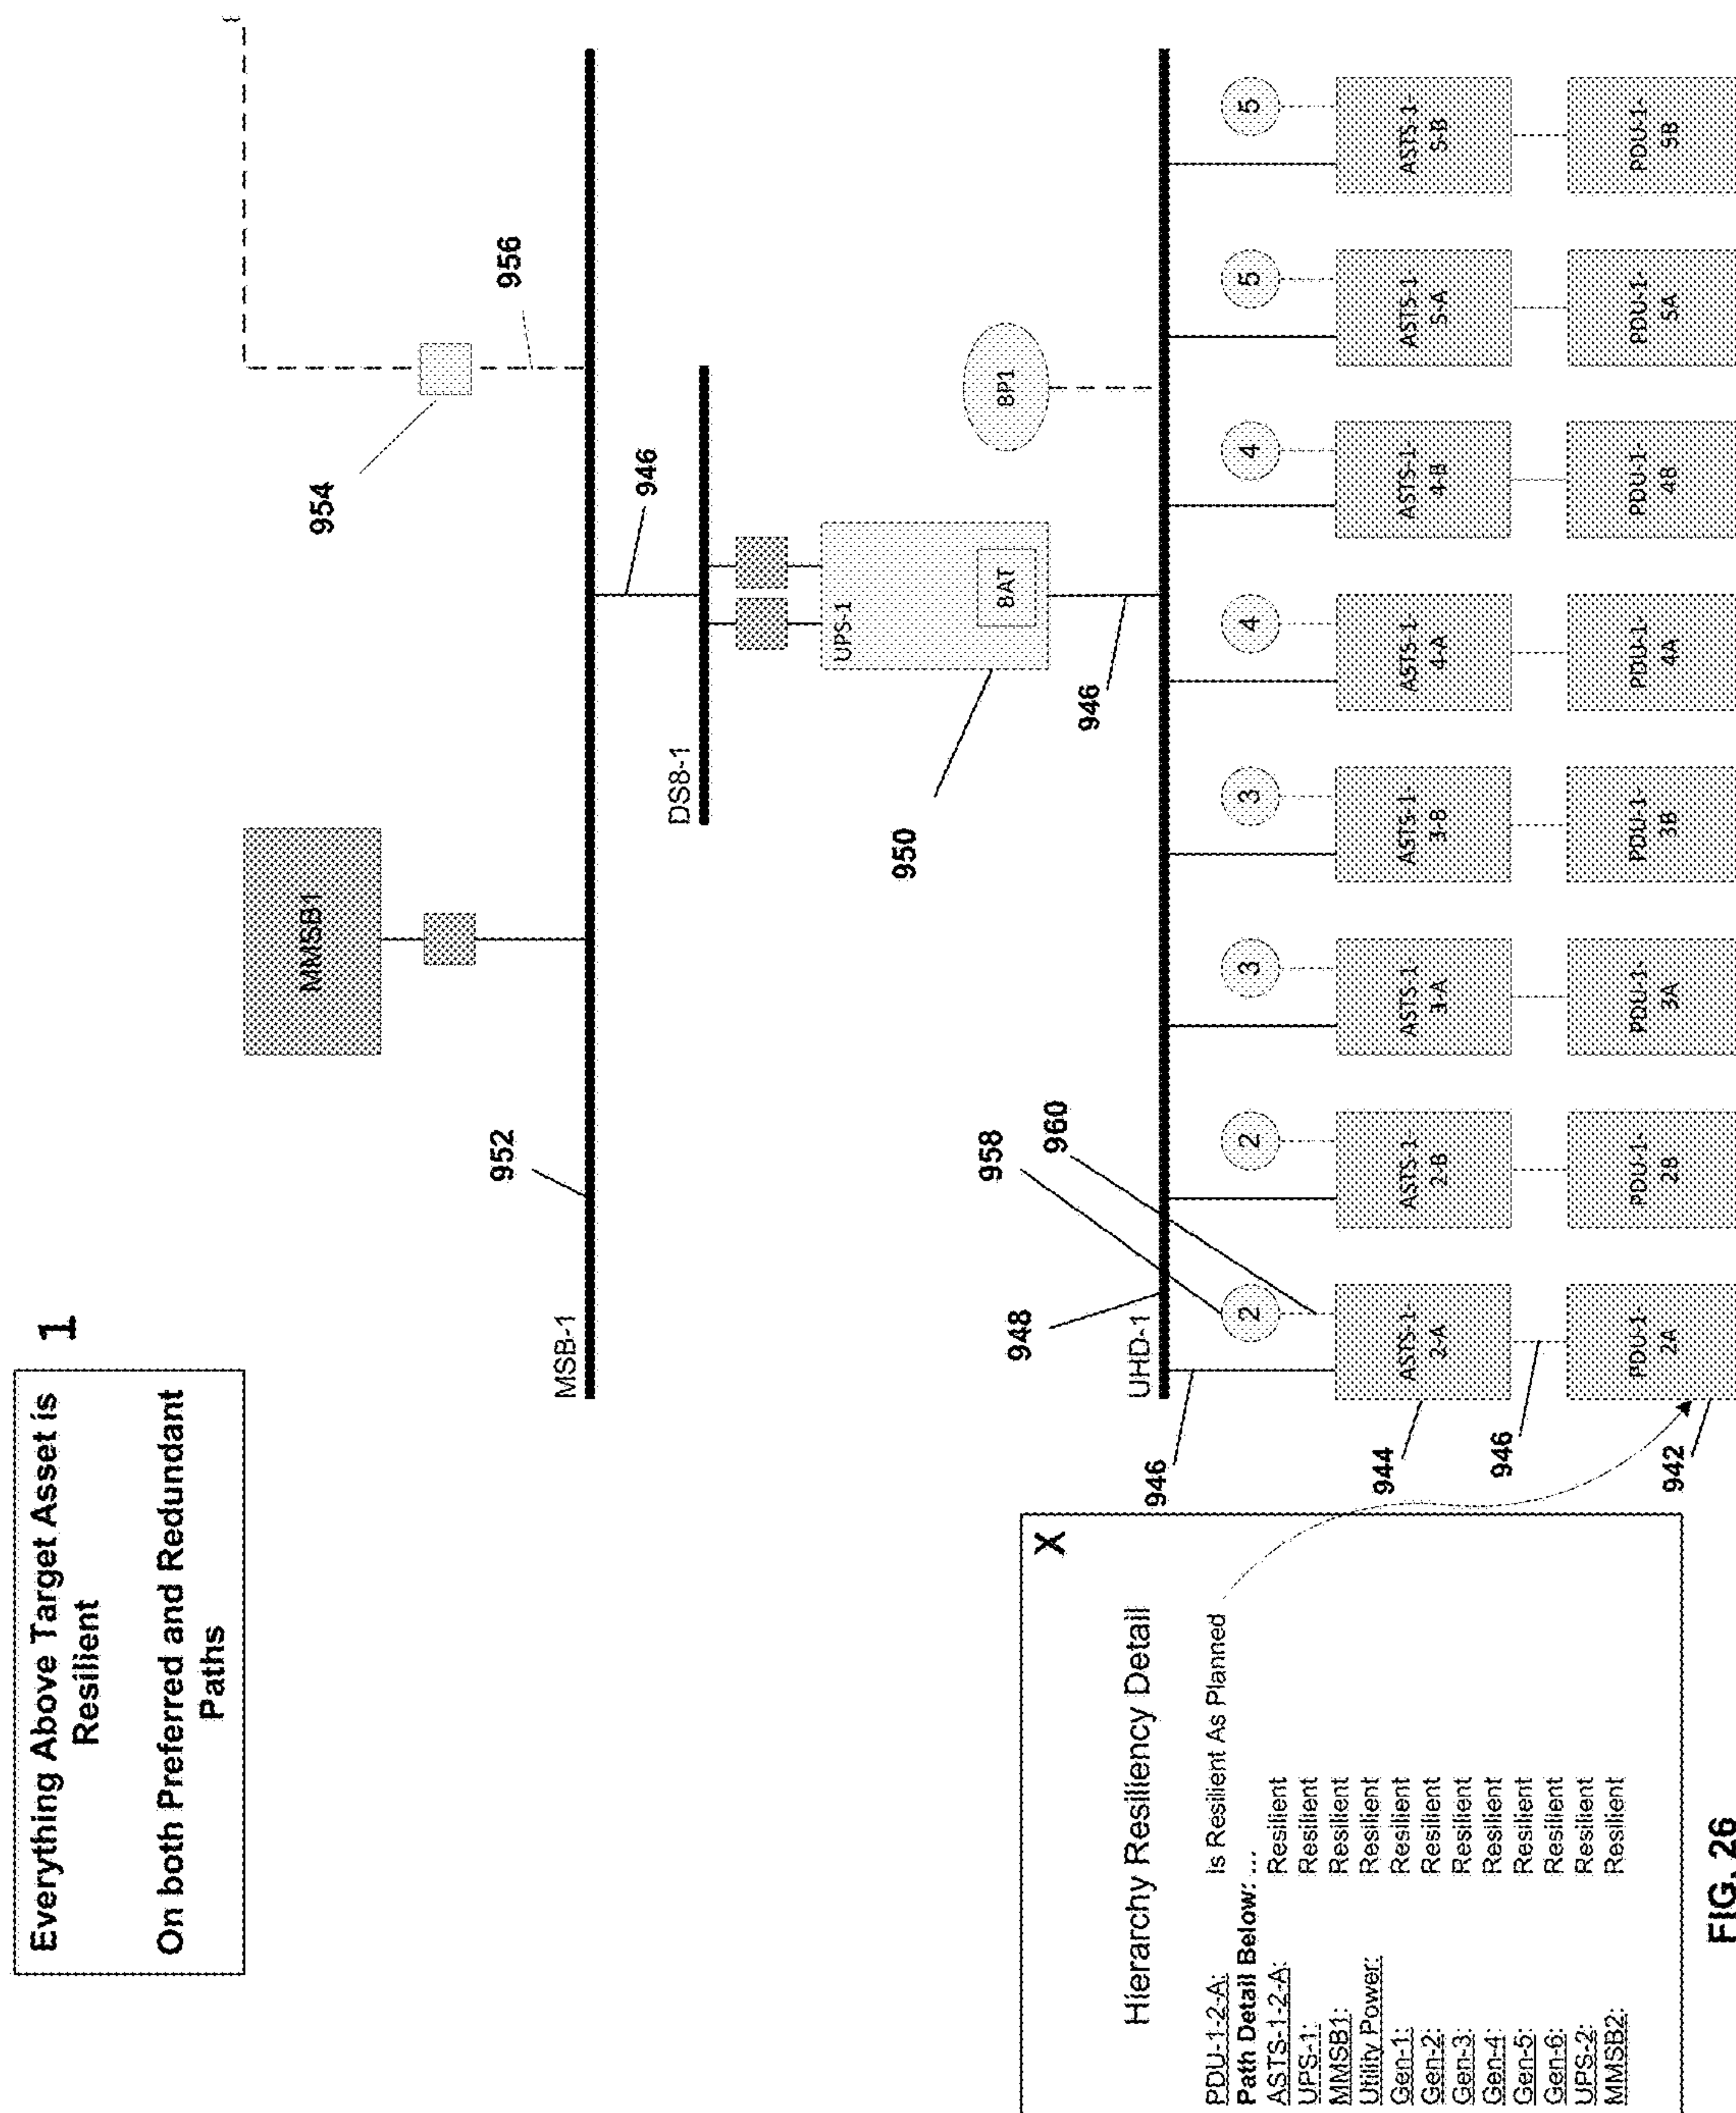 Everything Above Target Asset is
Resilient
On both Preferred and Redundant
Paths
1
954
956
MMSB1
952
MSB-1
946
DS8-1
950
UPS-1
BAT
946
BP1
958
960
948
UHD-1
946
2
2
3
3
4
4
5
5
944
ASTS-1
2-A
ASTS-1-
2-B
ASTS-1
3-A
ASTS-1
3-B
ASTS-1
4-A
ASTS-1-
4-B
ASTS-1-
5-A
ASTS-1-
5-B
946
942
PDU-1-
2A
PDU-1-
2B
PDU-1-
3A
PDU-1-
3B
PDU-1-
4A
PDU-1-
4B
PDU-1-
5A
PDU-1-
5B
X
Hierarchy Resiliency Detail
PDU-1-2-A: Is Resilient As Planned
Path Detail Below: ...
ASTS-1-2-A: Resilient
UPS-1: Resilient
MMSB1: Resilient
Utility Power: Resilient
Gen-1: Resilient
Gen-2: Resilient
Gen-3: Resilient
Gen-4: Resilient
Gen-5: Resilient
Gen-6: Resilient
UPS-2: Resilient
MMSB2: Resilient
FIG. 26